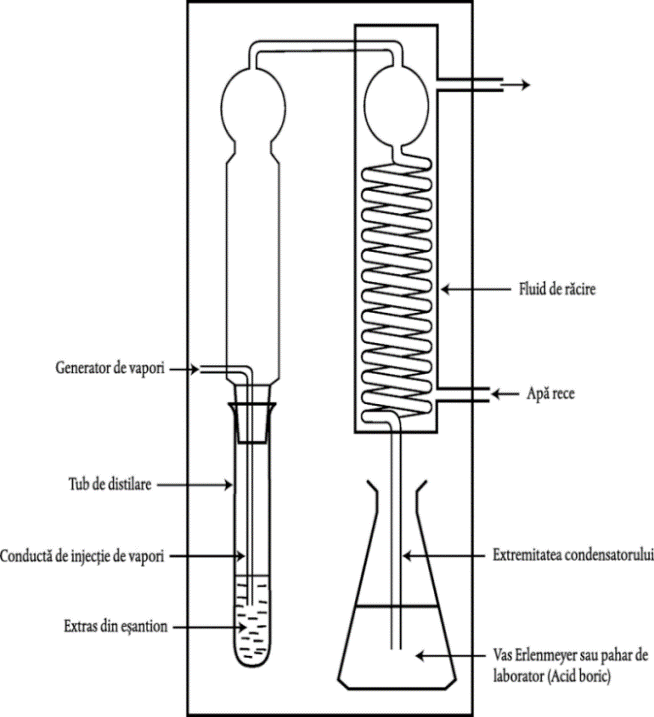 Fluid de răcire
Generator de vapori
Apă rece
Tub de distilare
Conductă de injecție de vapori
Extremitatea condensatorului
Extras din eșantion
Vas Erlenmeyer sau pahar de
laborator (Acid boric)